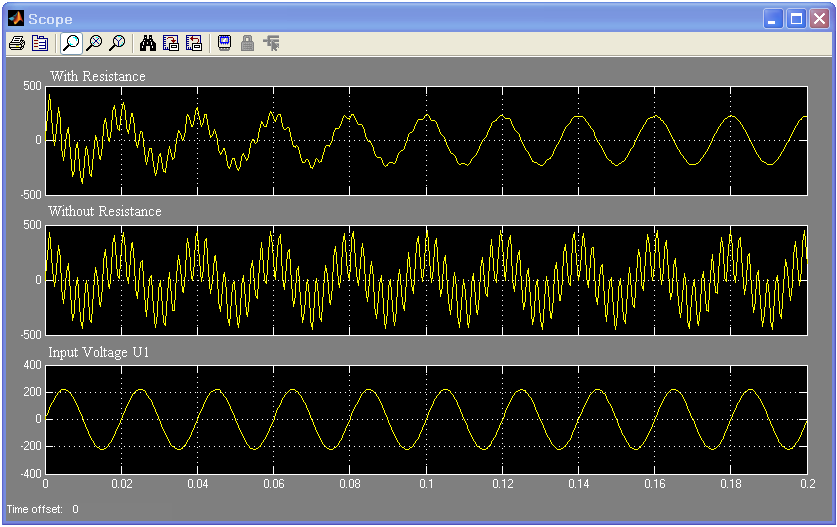 Scope
With Resistance
500
0
-500
Without Resistance
500
0
-500
Input Voltage U1
400
200
0
-200
-400
0 0.02 0.04 0.06 0.08 0.1 0.12 0.14 0.16 0.18 0.2
Time offset: 0